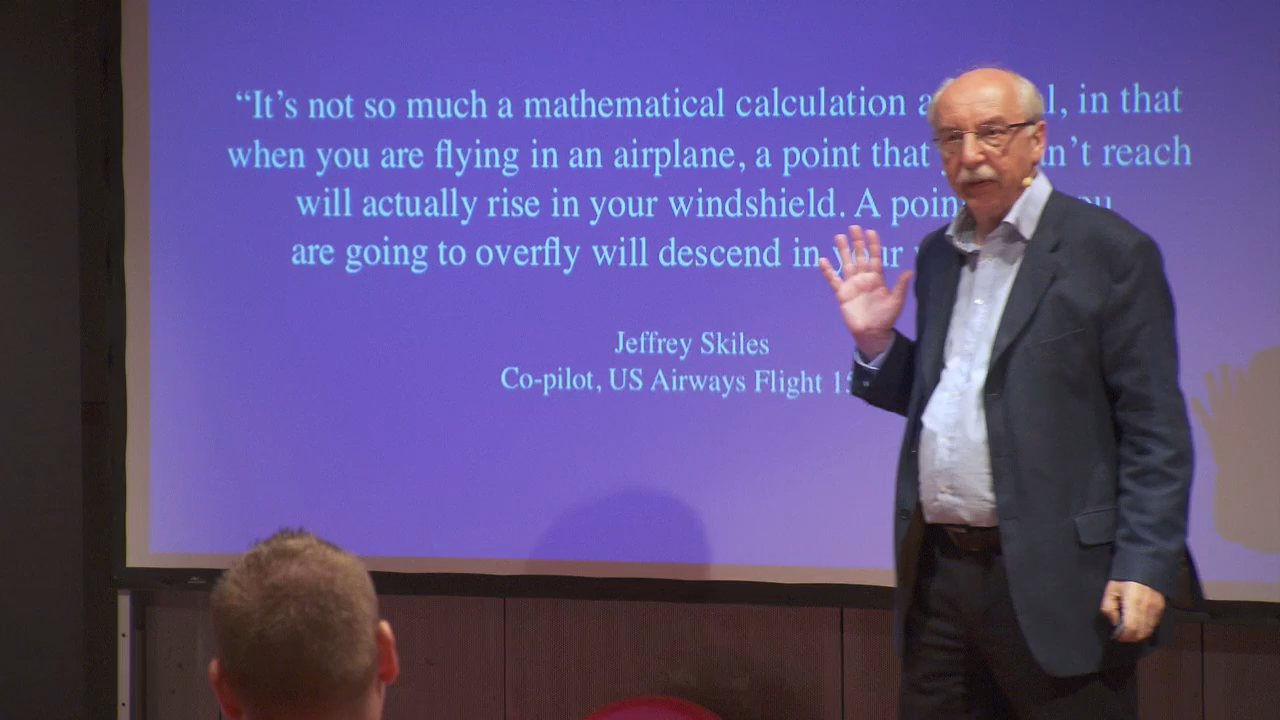 “It’s not so much a mathematical calculation , in that
when you are flying in an airplane, a point that reach
will actually rise in your windshield. A
are going to overfly will descend in your
Jeffrey Skiles
Co-pilot, US Airways Flight